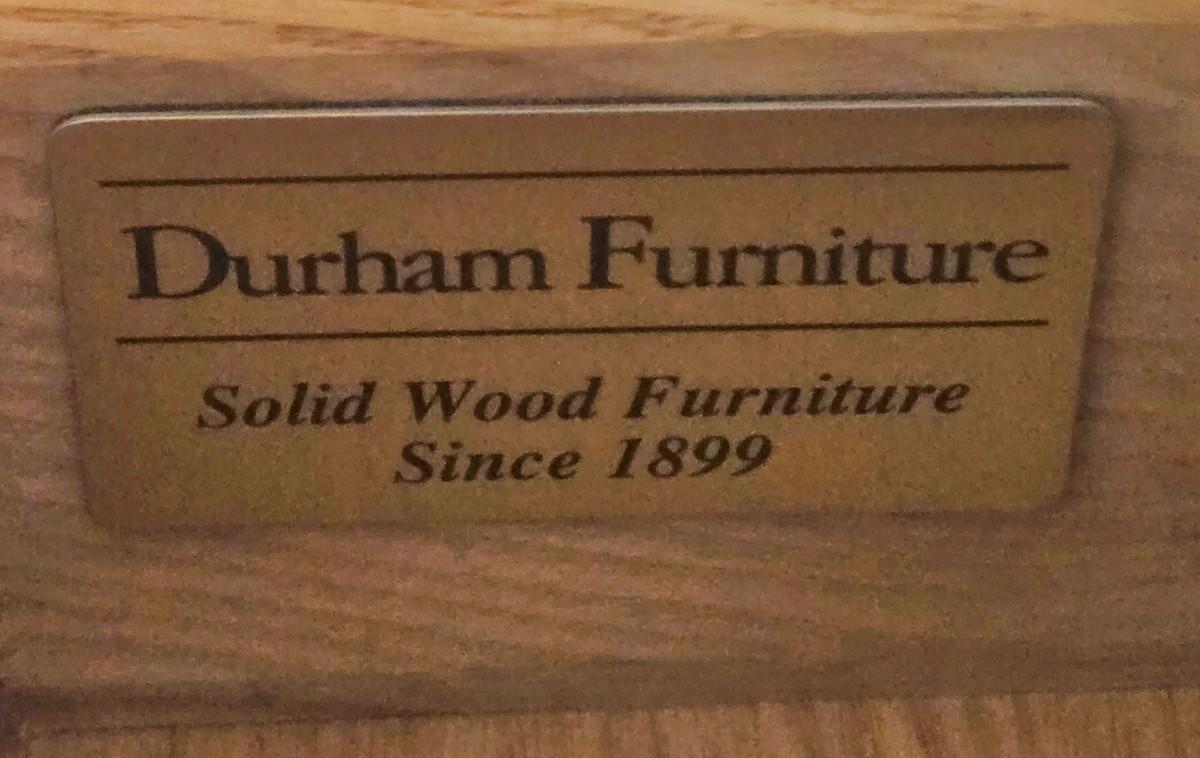 Durham Furniture
Solid Wood Furniture
Since 1899